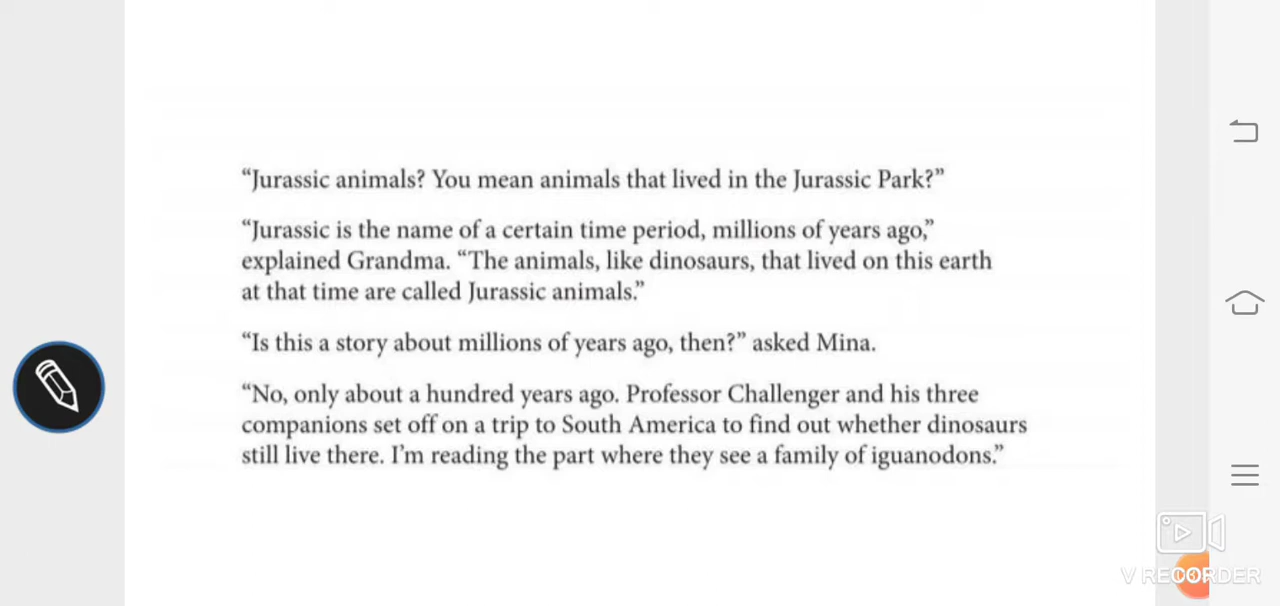 “Jurassic animals? You mean animals that lived in the Jurassic Park?”
“Jurassic is the name of a certain time period, millions of years ago,”
explained Grandma. “The animals, like dinosaurs, that lived on this earth
at that time are called Jurassic animals.”
“Is this a story about millions of years ago, then?” asked Mina.
“No, only about a hundred years ago. Professor Challenger and his three
companions set off on a trip to South America to find out whether dinosaurs
still live there. I’m reading the part where they see a family of iguanodons.”
V RECORDER